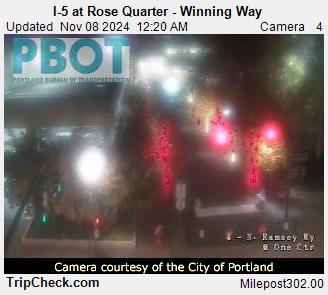 I-5 at Rose Quarter - Winning Way
Updated Nov 08 2024 12:20 AM Camera 4
PBOT
PORTLAND BUREAU OF TRANSPORTATION
4 - N. Ramsey Wy
@ One Ctr
Camera courtesy of the City of Portland
TripCheck.com Milepost302.00